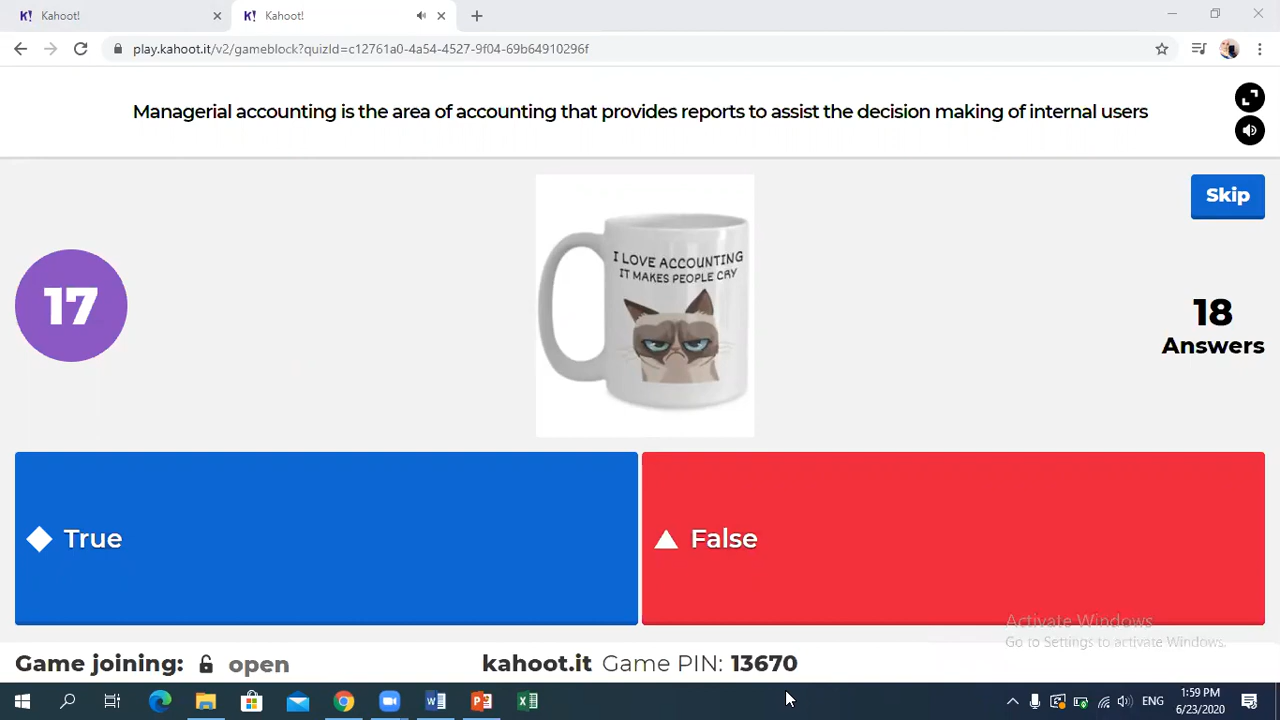 K! Kahoot!
K! Kahoot!
play.kahoot.it/v2/gameblock?quizId=c12761a0-4a54-4527-9f04-69b64910296f
Managerial accounting is the area of accounting that provides reports to assist the decision making of internal users
Skip
17
I LOVE ACCOUNTING
IT MAKES PEOPLE CRY
18
Answers
True
False
Activate Windows
Go to Settings to activate Windows.
Game joining: open
kahoot.it Game PIN: 13670
ENG
1:59 PM
6/23/2020